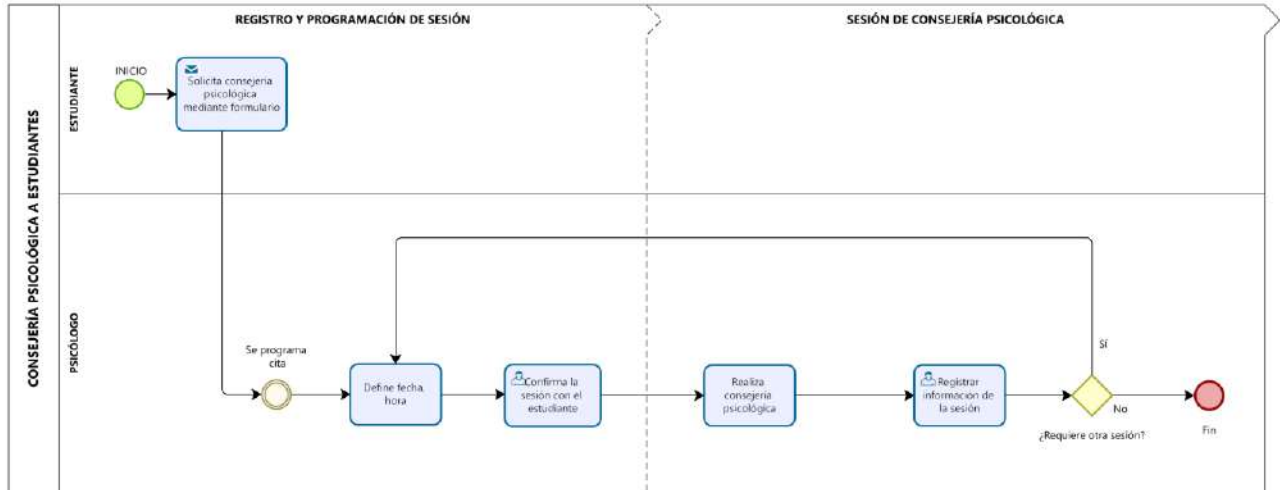 REGISTRO Y PROGRAMACIÓN DE SESIÓN
SESIÓN DE CONSEJERÍA PSICOLÓGICA
CONSEJERÍA PSICOLÓGICA A ESTUDIANTES
ESTUDIANTE
INICIO
Solicita consejería
psicológica
mediante formulario
PSICÓLOGO
Se programa
cita
Define fecha,
hora
Confirma la
sesión con el
estudiante
Realiza
consejería
psicológica
Registrar
información de
la sesión
Sí
No
¿Requiere otra sesión?
Fin